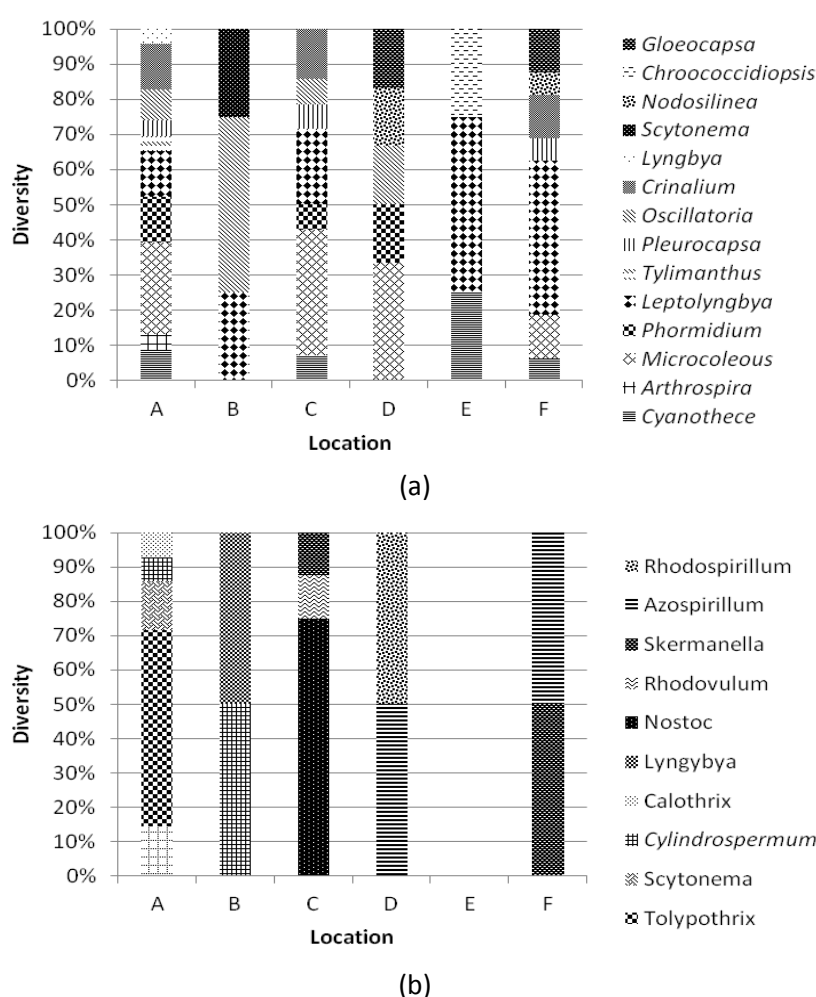 100%
90%
80%
70%
60%
50%
40%
30%
20%
10%
0%
Diversity
A B C D E F
Location
Gloeocapsa
Chroococcidiopsis
Nodosilinea
Scytonema
Lyngbya
Crinalium
Oscillatoria
Pleurocapsa
Tylimanthus
Leptolyngbya
Phormidium
Microcoleous
Arthrospira
Cyanothece
(a)
100%
90%
80%
70%
60%
50%
40%
30%
20%
10%
0%
Diversity
A B C D E F
Location
Rhodospirillum
Azospirillum
Skermanella
Rhodovulum
Nostoc
Lyngybya
Calothrix
Cylindrospermum
Scytonema
Tolypothrix
(b)